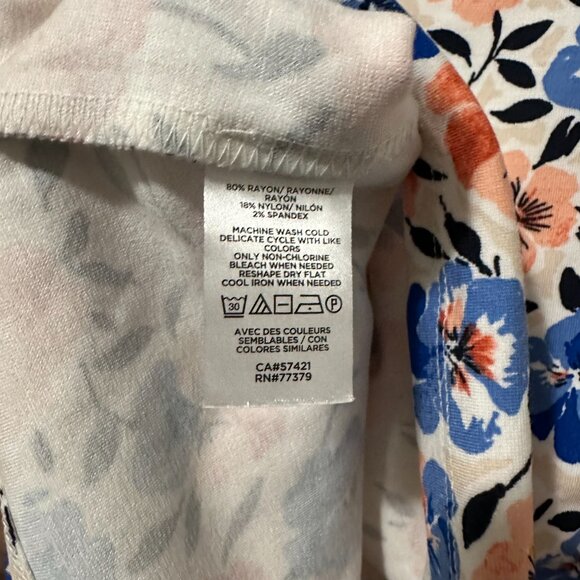 80% RAYON/ RAYONNE/
RAYÓN
18% NYLON/ NILÓN
2% SPANDEX
MACHINE WASH COLD
DELICATE CYCLE WITH LIKE
COLORS
ONLY NON-CHLORINE
BLEACH WHEN NEEDED
RESHAPE DRY FLAT
COOL IRON WHEN NEEDED
30 P
AVEC DES COULEURS
SEMBLABLES / CON
COLORES SIMILARES
CA#57421
RN#77379